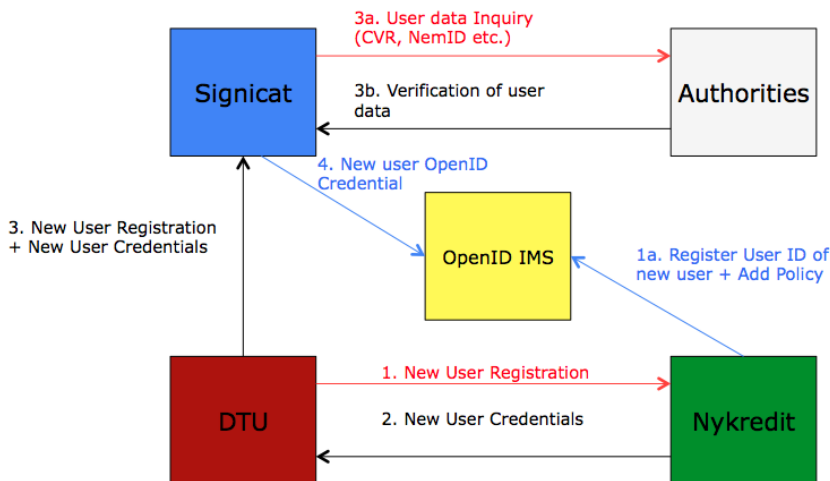 3a. User data Inquiry
(CVR, NemID etc.)
Signicat
3b. Verification of user
data
Authorities
4. New user OpenID
Credential
3. New User Registration
+ New User Credentials
OpenID IMS
1a. Register User ID of
new user + Add Policy
1. New User Registration
DTU
2. New User Credentials
Nykredit